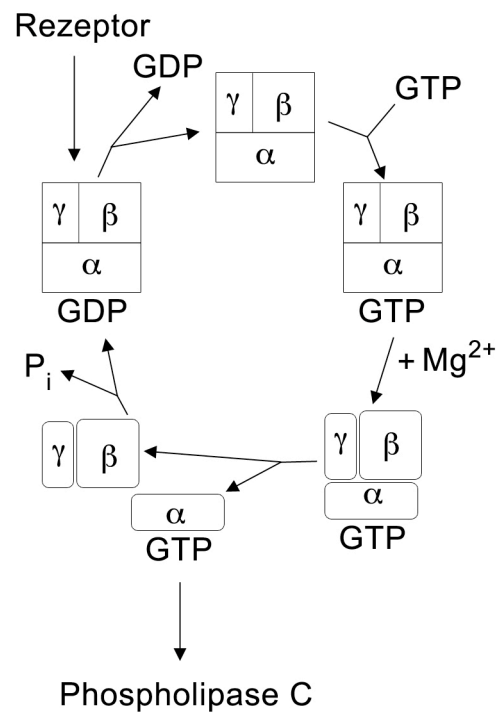 Rezeptor
GDP
γ β
α
GTP
γ β
α
GDP
γ β
α
GTP
+ Mg²⁺
Pᵢ
γ β
γ β
α
GTP
α
GTP
Phospholipase C